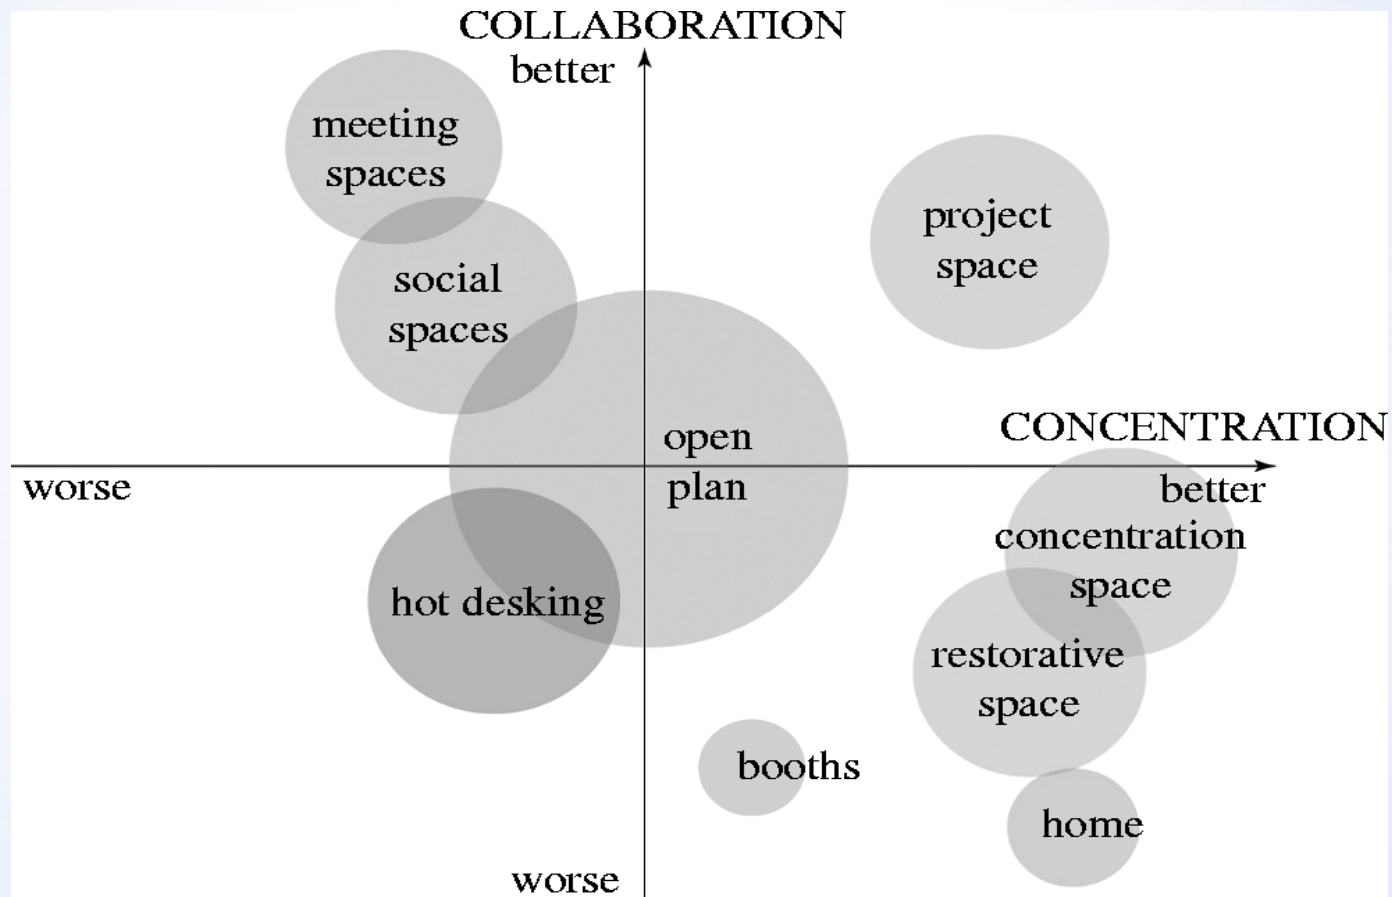 COLLABORATION
better
meeting
spaces
project
space
social
spaces
CONCENTRATION
open
plan
worse
better
concentration
space
hot desking
restorative
space
booths
home
worse